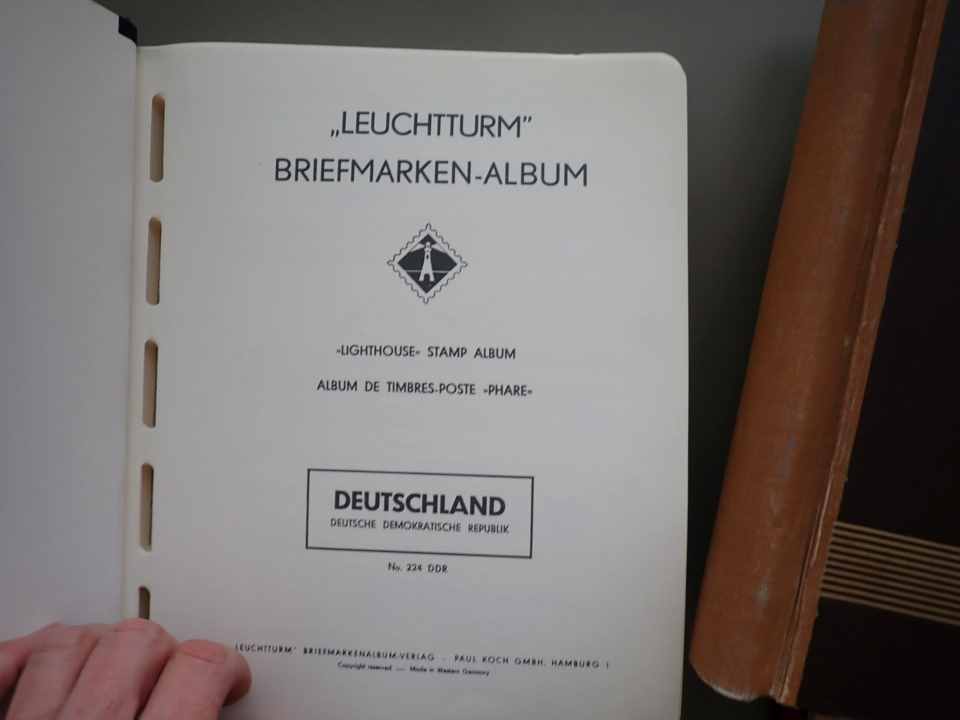 „LEUCHTTURM”
BRIEFMARKEN-ALBUM
»LIGHTHOUSE« STAMP ALBUM
ALBUM DE TIMBRES-POSTE »PHARE«
DEUTSCHLAND
DEUTSCHE DEMOKRATISCHE REPUBLIK
No. 224 DDR
LEUCHTTURM” BRIEFMARKENALBUM-VERLAG · PAUL KOCH GMBH, HAMBURG 1
Copyright reserved — Made in Western Germany